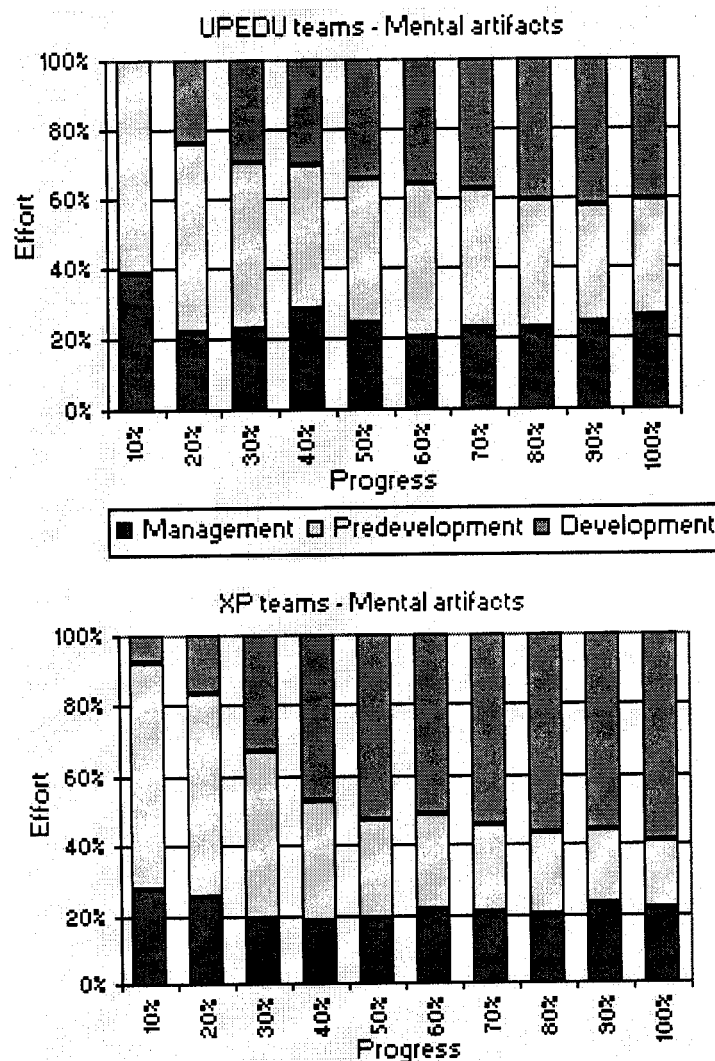 UPEDU teams - Mental artifacts
100%
80%
60%
40%
20%
0%
Effort
10% 20% 30% 40% 50% 60% 70% 80% 90% 100%
Progress
Management Predevelopment Development
XP teams - Mental artifacts
100%
80%
60%
40%
20%
0%
Effort
10% 20% 30% 40% 50% 60% 70% 80% 90% 100%
Progress